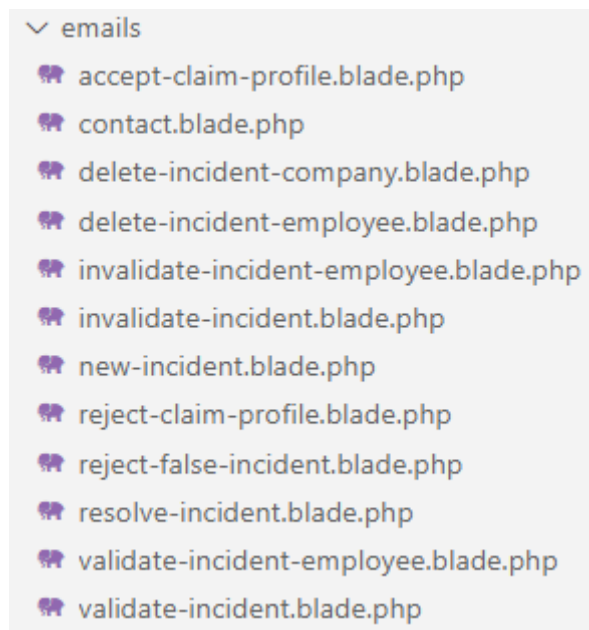 emails
accept-claim-profile.blade.php
contact.blade.php
delete-incident-company.blade.php
delete-incident-employee.blade.php
invalidate-incident-employee.blade.php
invalidate-incident.blade.php
new-incident.blade.php
reject-claim-profile.blade.php
reject-false-incident.blade.php
resolve-incident.blade.php
validate-incident-employee.blade.php
validate-incident.blade.php